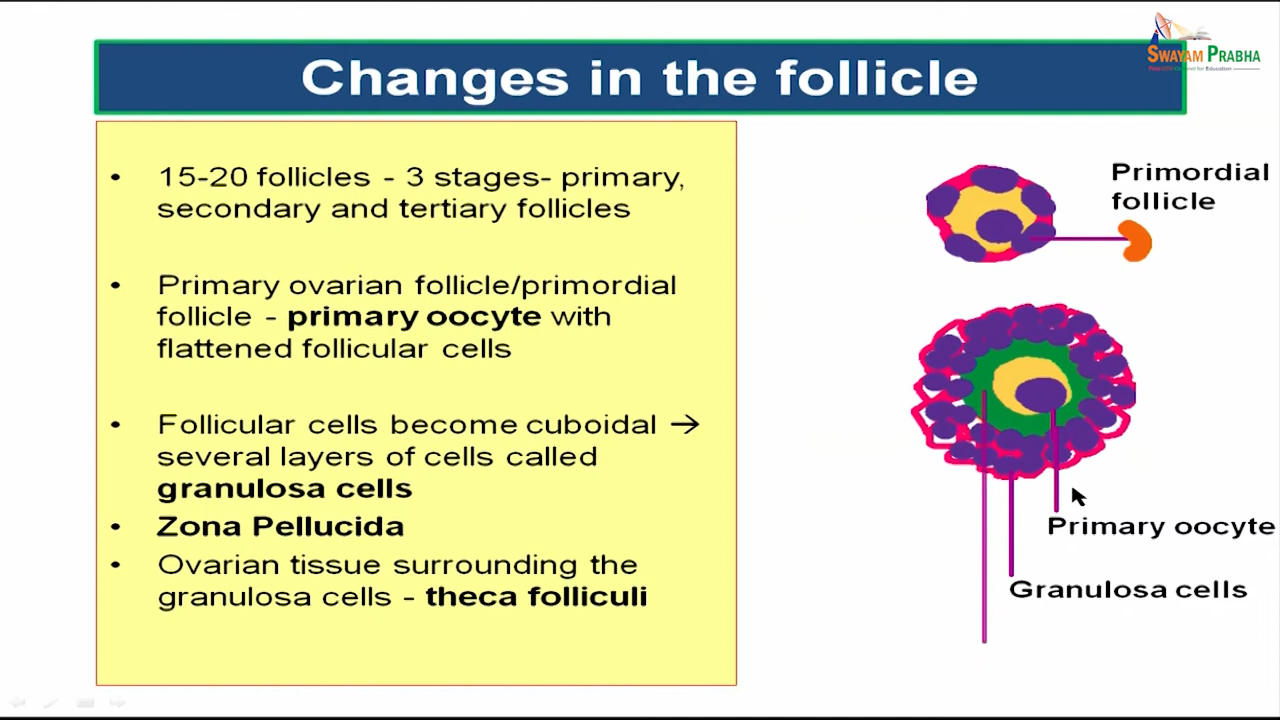 SWAYAM PRABHA
Changes in the follicle
• 15-20 follicles - 3 stages- primary,
secondary and tertiary follicles
• Primary ovarian follicle/primordial
follicle - primary oocyte with
flattened follicular cells
• Follicular cells become cuboidal →
several layers of cells called
granulosa cells
• Zona Pellucida
• Ovarian tissue surrounding the
granulosa cells - theca folliculi
Primordial
follicle
Primary oocyte
Granulosa cells